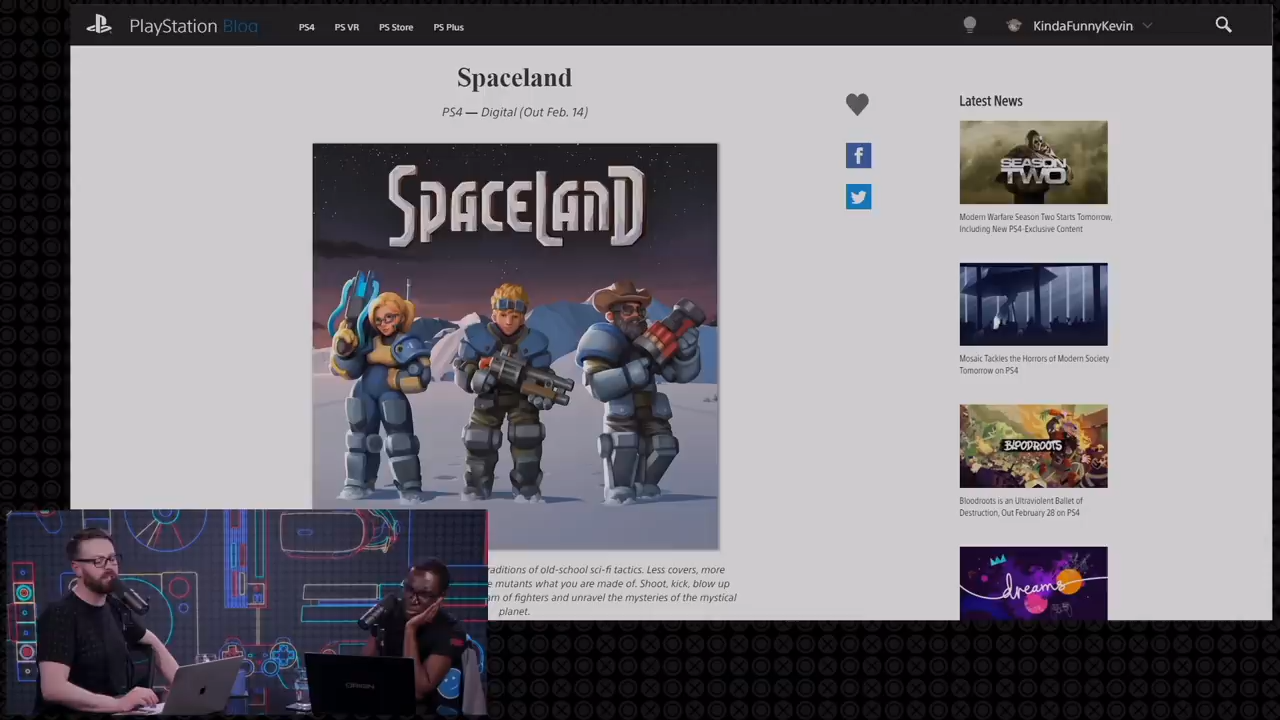 PlayStation Blog
PS4
PS VR
PS Store
PS Plus
KindaFunnyKevin
Spaceland
PS4 — Digital (Out Feb. 14)
SPACELAND
Latest News
SEASON
TWO
Modern Warfare Season Two Starts Tomorrow,
Including New PS4-Exclusive Content
Mosaic Tackles the Horrors of Modern Society
Tomorrow on PS4
BLOODROOTS
Bloodroots is an Ultraviolent Ballet of
Destruction, Out February 28 on PS4
dreams
raditions of old-school sci-fi tactics. Less covers, more
e mutants what you are made of. Shoot, kick, blow up
m of fighters and unravel the mysteries of the mystical
planet.
ORIGIN